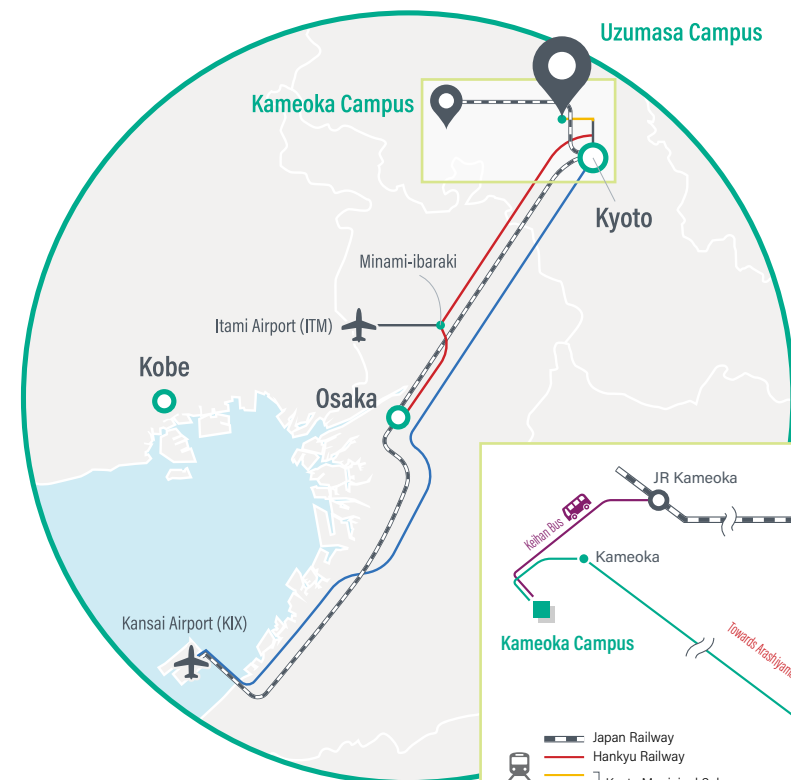 Uzumasa Campus
Kameoka Campus
Kyoto
Minami-ibaraki
Itami Airport (ITM)
Kobe
Osaka
JR Kameoka
Keihan Bus
Kameoka
Kansai Airport (KIX)
Kameoka Campus
Towards
Japan Railway
Hankyu Railway